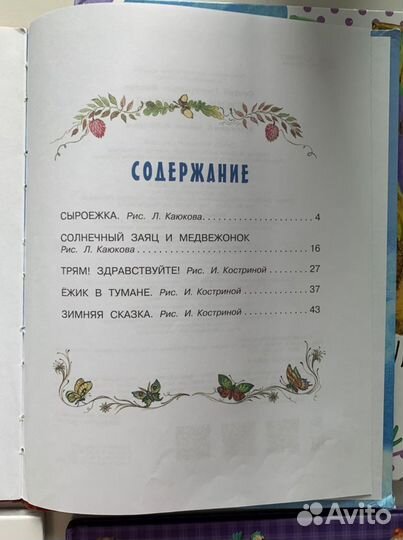 СОДЕРЖАНИЕ
СЫРОЕЖКА. Рис. Л. Каюкова. . . . . . . . . . . . . . . . . . . . . . . 4
СОЛНЕЧНЫЙ ЗАЯЦ И МЕДВЕЖОНОК
Рис. Л. Каюкова . . . . . . . . . . . . . . . . . . . . . . . . . . . . . . . . . . 16
ТРЯМ! ЗДРАВСТВУЙТЕ! Рис. И. Костриной . . . . . . . 27
ЁЖИК В ТУМАНЕ. Рис. И. Костриной . . . . . . . . . . . . 37
ЗИМНЯЯ СКАЗКА. Рис. И. Костриной . . . . . . . . . . . . 43
Avito